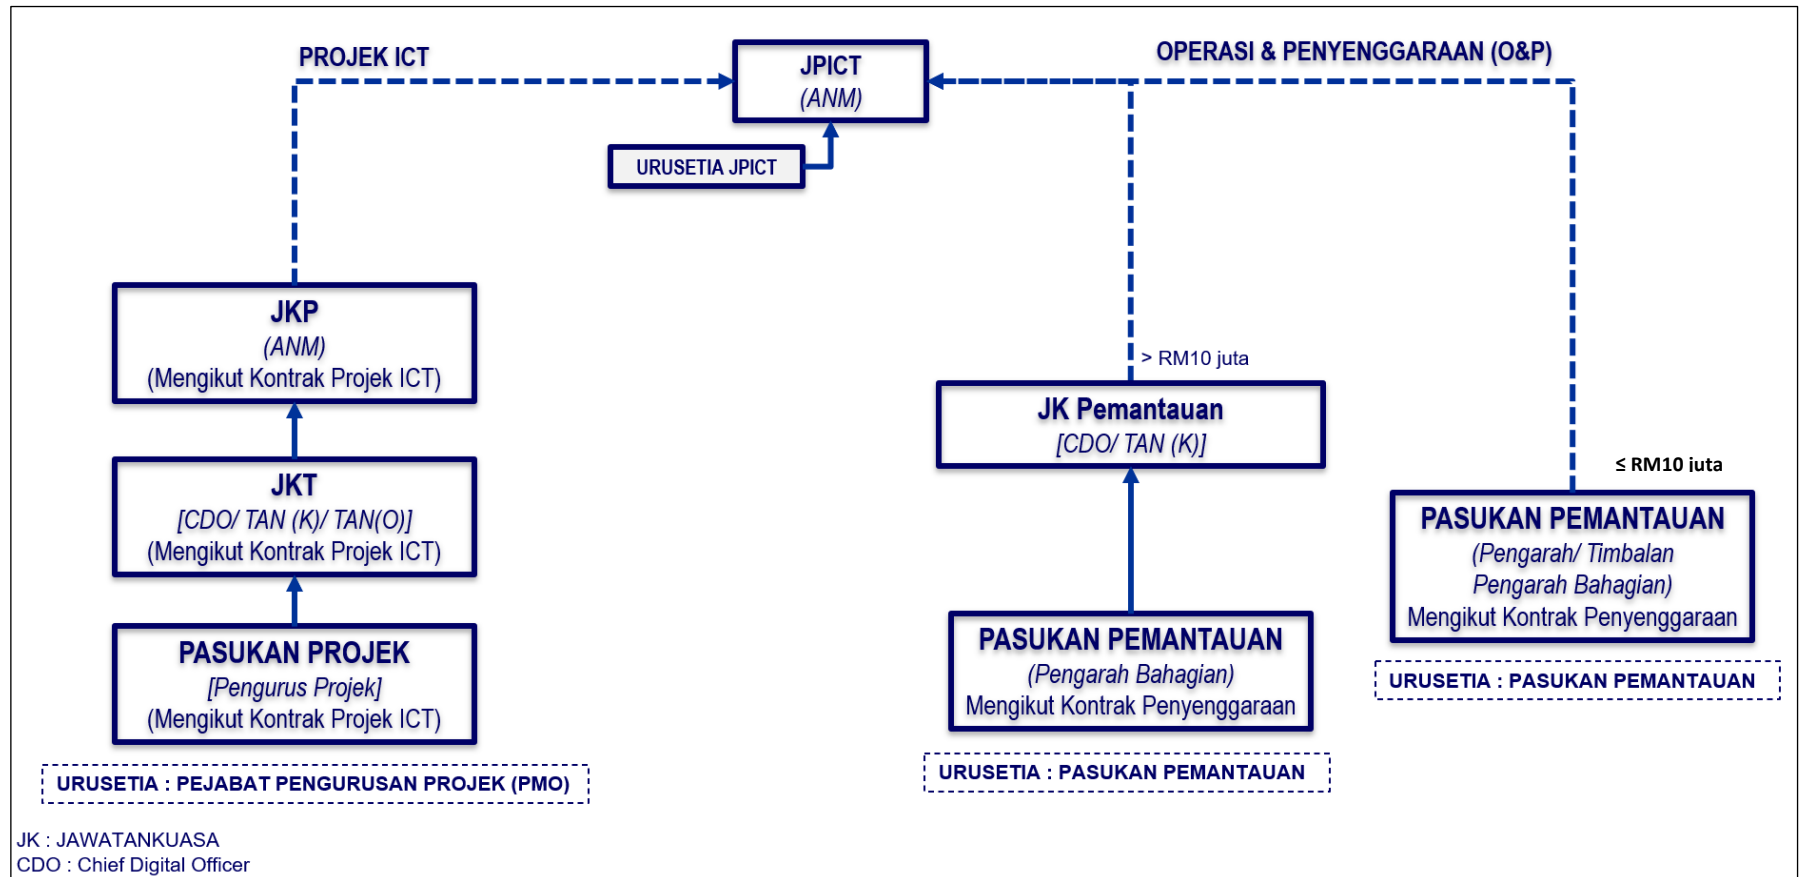 PROJEK ICT
JPICT
(ANM)
OPERASI & PENYENGGARAAN (O&P)
URUSETIA JPICT
JKP
(ANM)
(Mengikut Kontrak Projek ICT)
JKT
[CDO/ TAN (K)/ TAN(O)]
(Mengikut Kontrak Projek ICT)
PASUKAN PROJEK
[Pengurus Projek]
(Mengikut Kontrak Projek ICT)
URUSETIA : PEJABAT PENGURUSAN PROJEK (PMO)
> RM10 juta
JK Pemantauan
[CDO/ TAN (K)]
PASUKAN PEMANTAUAN
(Pengarah Bahagian)
Mengikut Kontrak Penyenggaraan
URUSETIA : PASUKAN PEMANTAUAN
≤ RM10 juta
PASUKAN PEMANTAUAN
(Pengarah/ Timbalan
Pengarah Bahagian)
Mengikut Kontrak Penyenggaraan
URUSETIA : PASUKAN PEMANTAUAN
JK : JAWATANKUASA
CDO : Chief Digital Officer